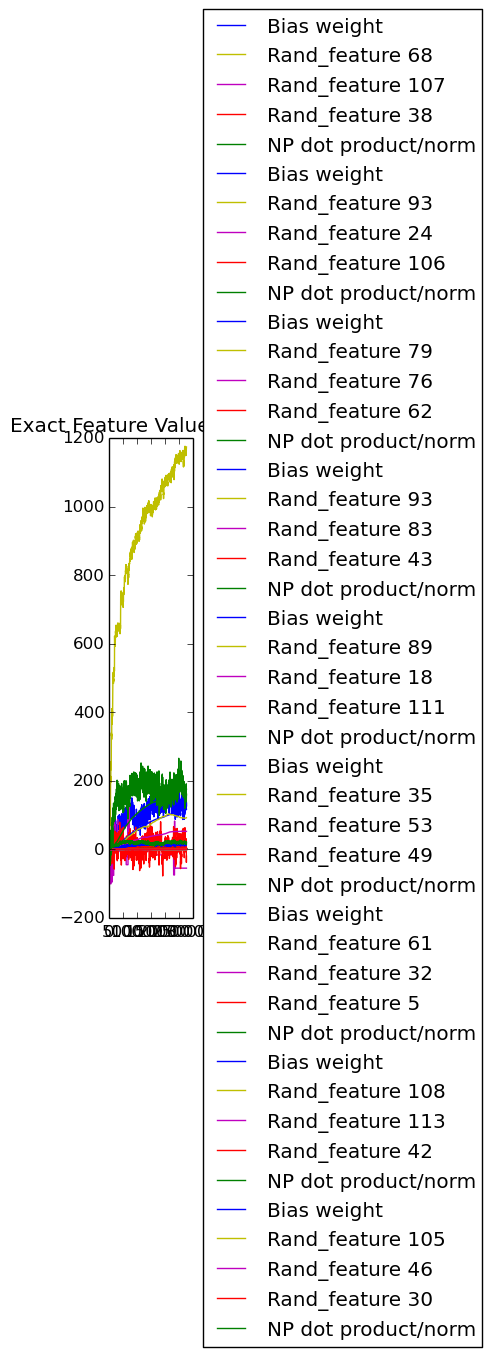 Exact Feature Value
1200
1000
800
600
400
200
0
−200
Bias weight
Rand_feature 68
Rand_feature 107
Rand_feature 38
NP dot product/norm
Bias weight
Rand_feature 93
Rand_feature 24
Rand_feature 106
NP dot product/norm
Bias weight
Rand_feature 79
Rand_feature 76
Rand_feature 62
NP dot product/norm
Bias weight
Rand_feature 93
Rand_feature 83
Rand_feature 43
NP dot product/norm
Bias weight
Rand_feature 89
Rand_feature 18
Rand_feature 111
NP dot product/norm
Bias weight
Rand_feature 35
Rand_feature 53
Rand_feature 49
NP dot product/norm
Bias weight
Rand_feature 61
Rand_feature 32
Rand_feature 5
NP dot product/norm
Bias weight
Rand_feature 108
Rand_feature 113
Rand_feature 42
NP dot product/norm
Bias weight
Rand_feature 105
Rand_feature 46
Rand_feature 30
NP dot product/norm